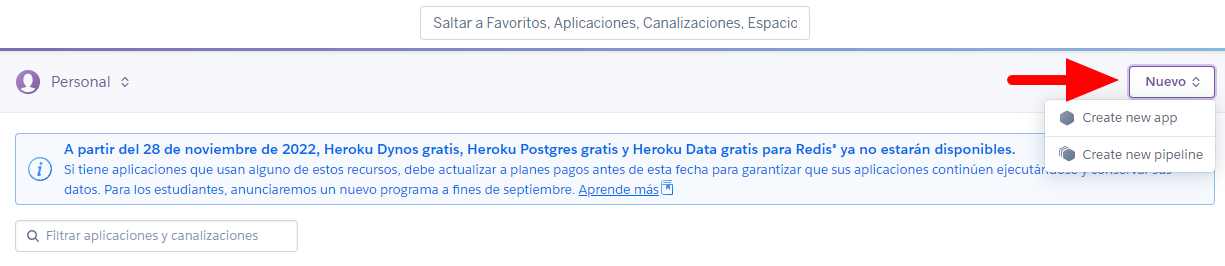 Saltar a Favoritos, Aplicaciones, Canalizaciones, Espacio
Personal
Nuevo
Create new app
Create new pipeline
A partir del 28 de noviembre de 2022, Heroku Dynos gratis, Heroku Postgres gratis y Heroku Data gratis para Redis® ya no estarán disponibles.
Si tiene aplicaciones que usan alguno de estos recursos, debe actualizar a planes pagos antes de esta fecha para garantizar que sus aplicaciones continúen ejecutándose y conservar sus
datos. Para los estudiantes, anunciaremos un nuevo programa a fines de septiembre. Aprende más
Filtrar aplicaciones y canalizaciones